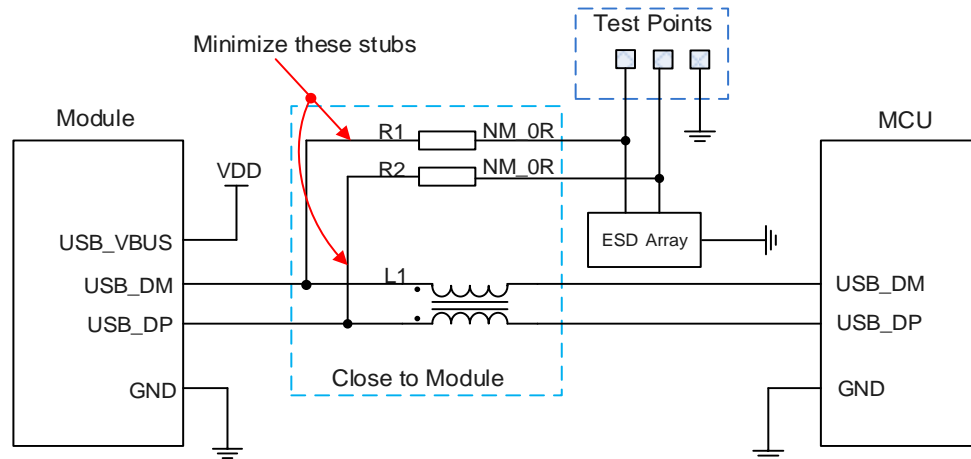 Test Points
Minimize these stubs
Module
MCU
R1
NM_0R
R2
NM_0R
VDD
ESD Array
USB_VBUS
USB_DM
L1
USB_DM
USB_DP
USB_DP
Close to Module
GND
GND